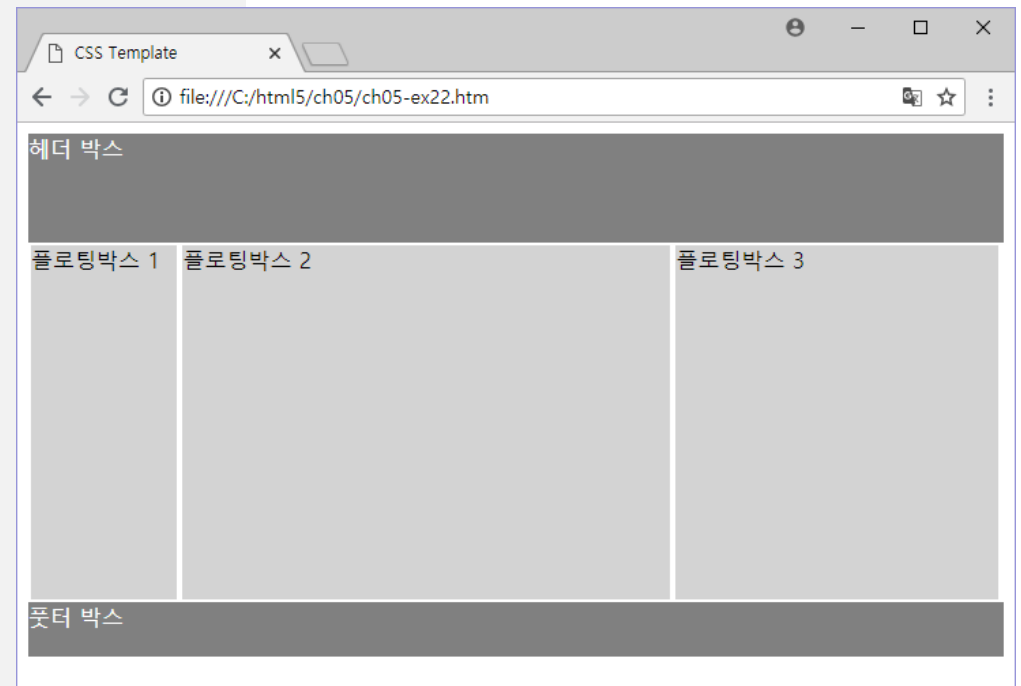 CSS Template
file:///C:/html5/ch05/ch05-ex22.htm
헤더 박스
플로팅박스 1 플로팅박스 2 플로팅박스 3
풋터 박스